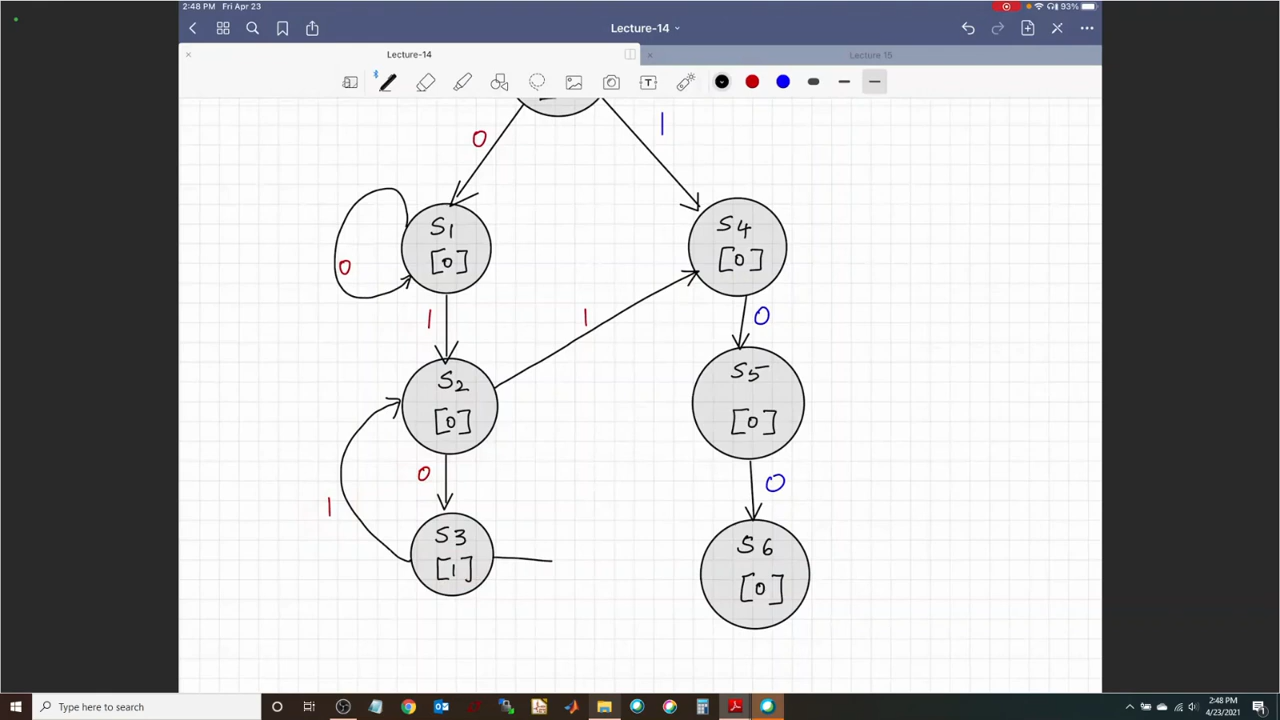 2:48 PM Fri Apr 23
93%
Lecture-14
Lecture-14
Lecture 15
T
0
1
S1
[0]
0
S4
[0]
1
1
0
S2
[0]
S5
[0]
0
0
1
S3
[1]
S6
[0]
Type here to search
2:48 PM
4/23/2021